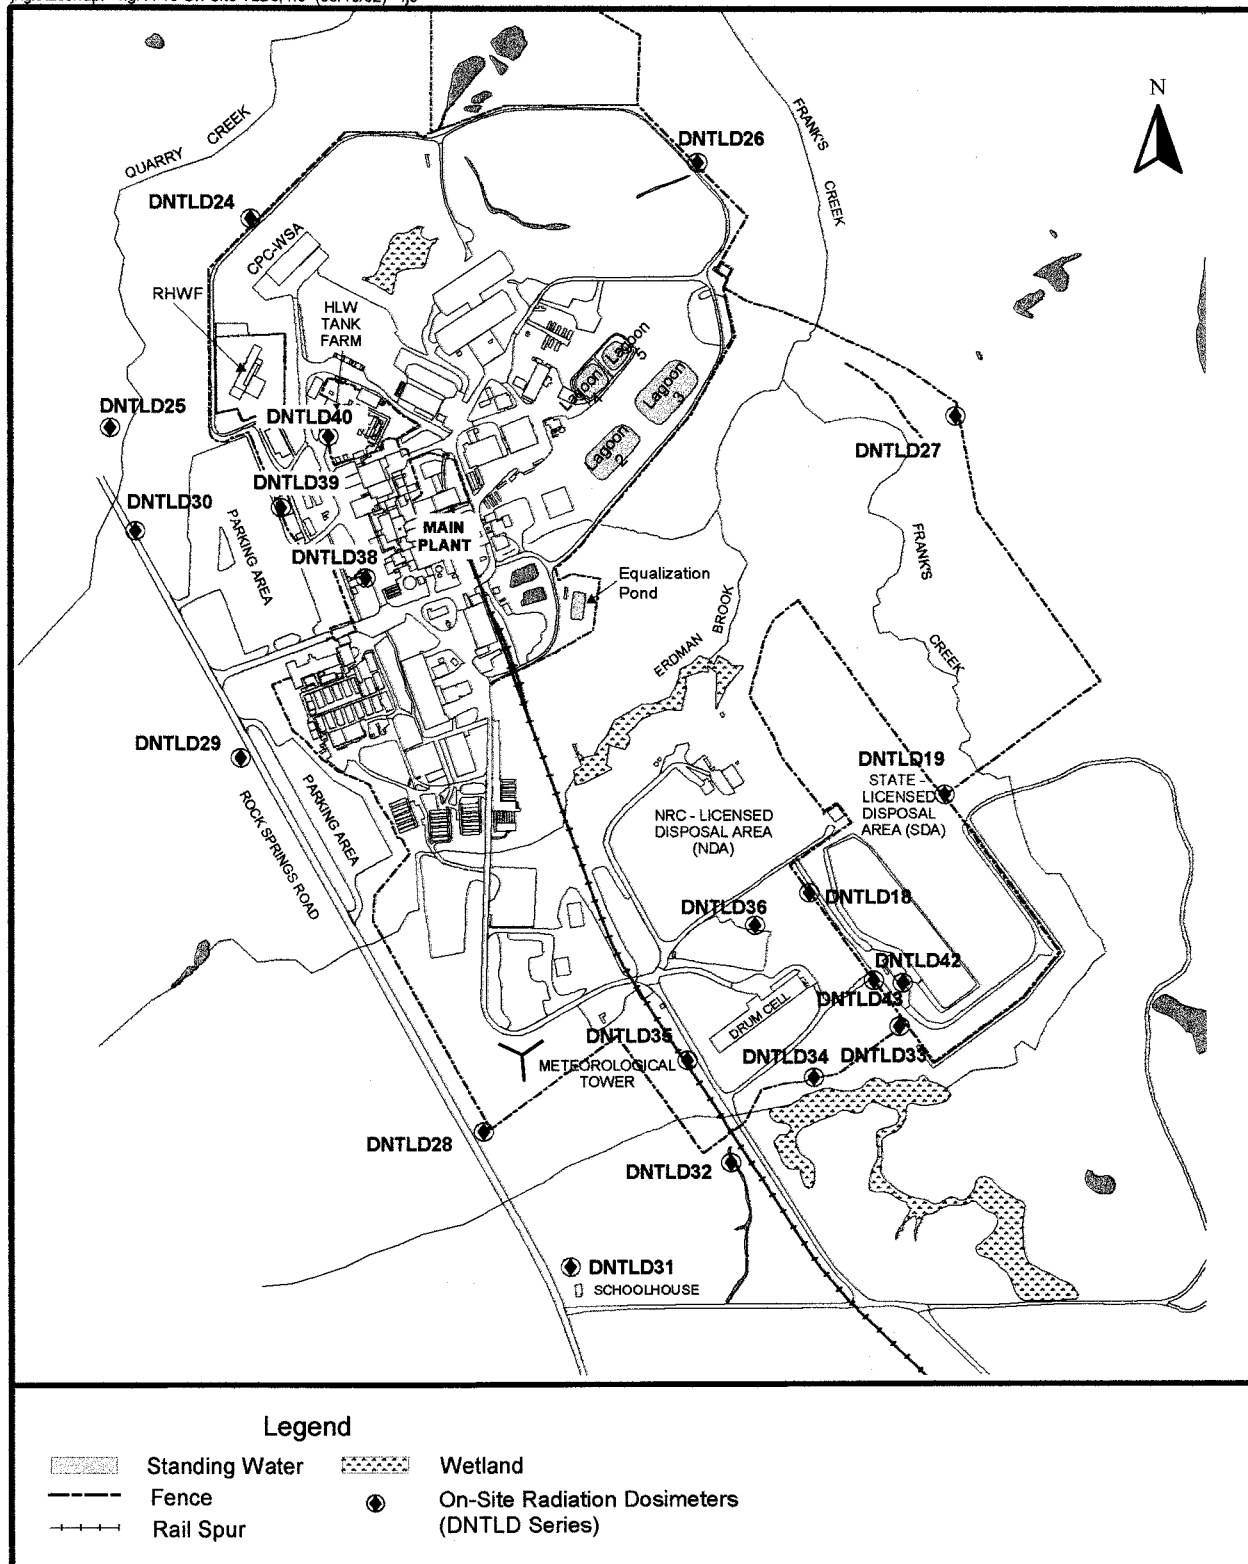 N
QUARRY CREEK
FRANK'S
CREEK
DNTLD26
DNTLD24
CPC-WSA
RHWF
HLW
TANK
FARM
Lagoon
5
Lagoon
4
Lagoon
3
Lagoon
2
DNTLD25
DNTLD40
DNTLD27
DNTLD39
DNTLD30
PARKING AREA
MAIN
PLANT
DNTLD38
FRANK'S
CREEK
Equalization
Pond
ERDMAN BROOK
DNTLD29
PARKING AREA
ROCK SPRINGS ROAD
DNTLD19
STATE -
LICENSED
DISPOSAL
AREA (SDA)
NRC - LICENSED
DISPOSAL AREA
(NDA)
DNTLD18
DNTLD36
DNTLD42
DNTLD43
DRUM CELL
DNTLD35
DNTLD34
DNTLD33
METEOROLOGICAL
TOWER
DNTLD28
DNTLD32
DNTLD31
SCHOOLHOUSE
Legend
Standing Water
Wetland
Fence
On-Site Radiation Dosimeters
(DNTLD Series)
Rail Spur